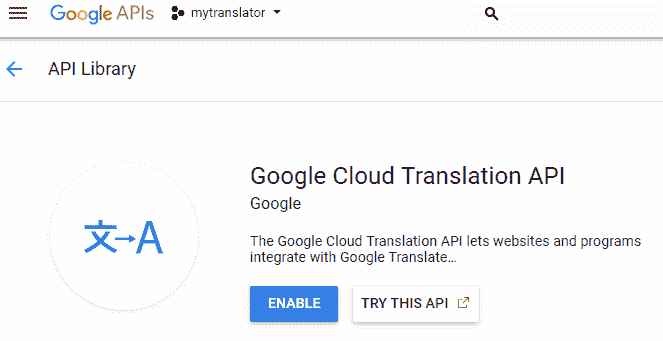 Google APIs mytranslator
API Library
文→A
Google Cloud Translation API
Google
The Google Cloud Translation API lets websites and programs
integrate with Google Translate...
ENABLE TRY THIS API